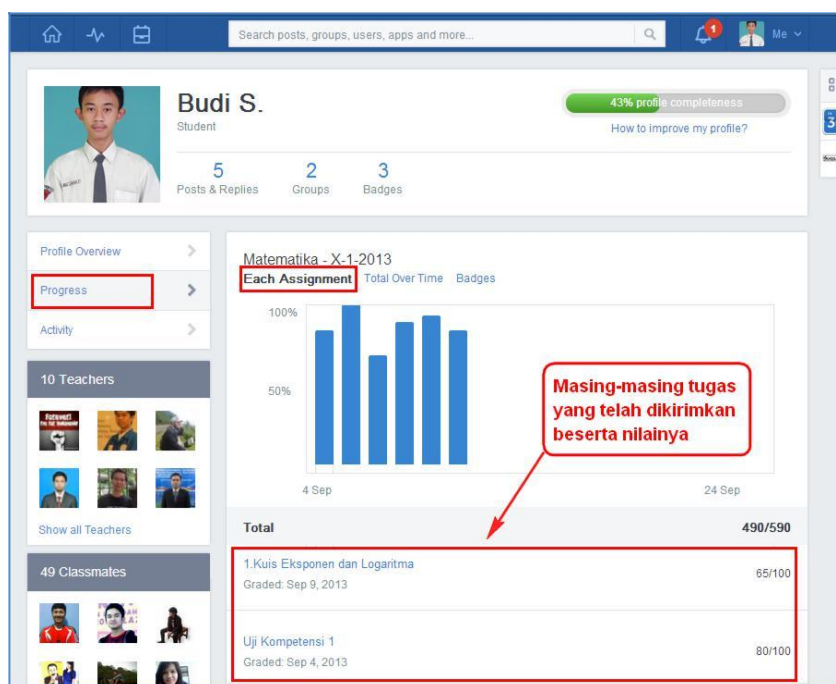 Search posts, groups, users, apps and more...
1
Me
Budi S.
Student
43% profile completeness
How to improve my profile?
5
2
3
Posts & Replies
Groups
Badges
3
Profile Overview
Progress
Activity
Matematika - X-1-2013
Each Assignment Total Over Time Badges
100%
50%
4 Sep
24 Sep
Masing-masing tugas
yang telah dikirimkan
beserta nilainya
10 Teachers
Show all Teachers
49 Classmates
Total
490/590
1.Kuis Eksponen dan Logaritma
Graded: Sep 9, 2013
65/100
Uji Kompetensi 1
Graded: Sep 4, 2013
80/100